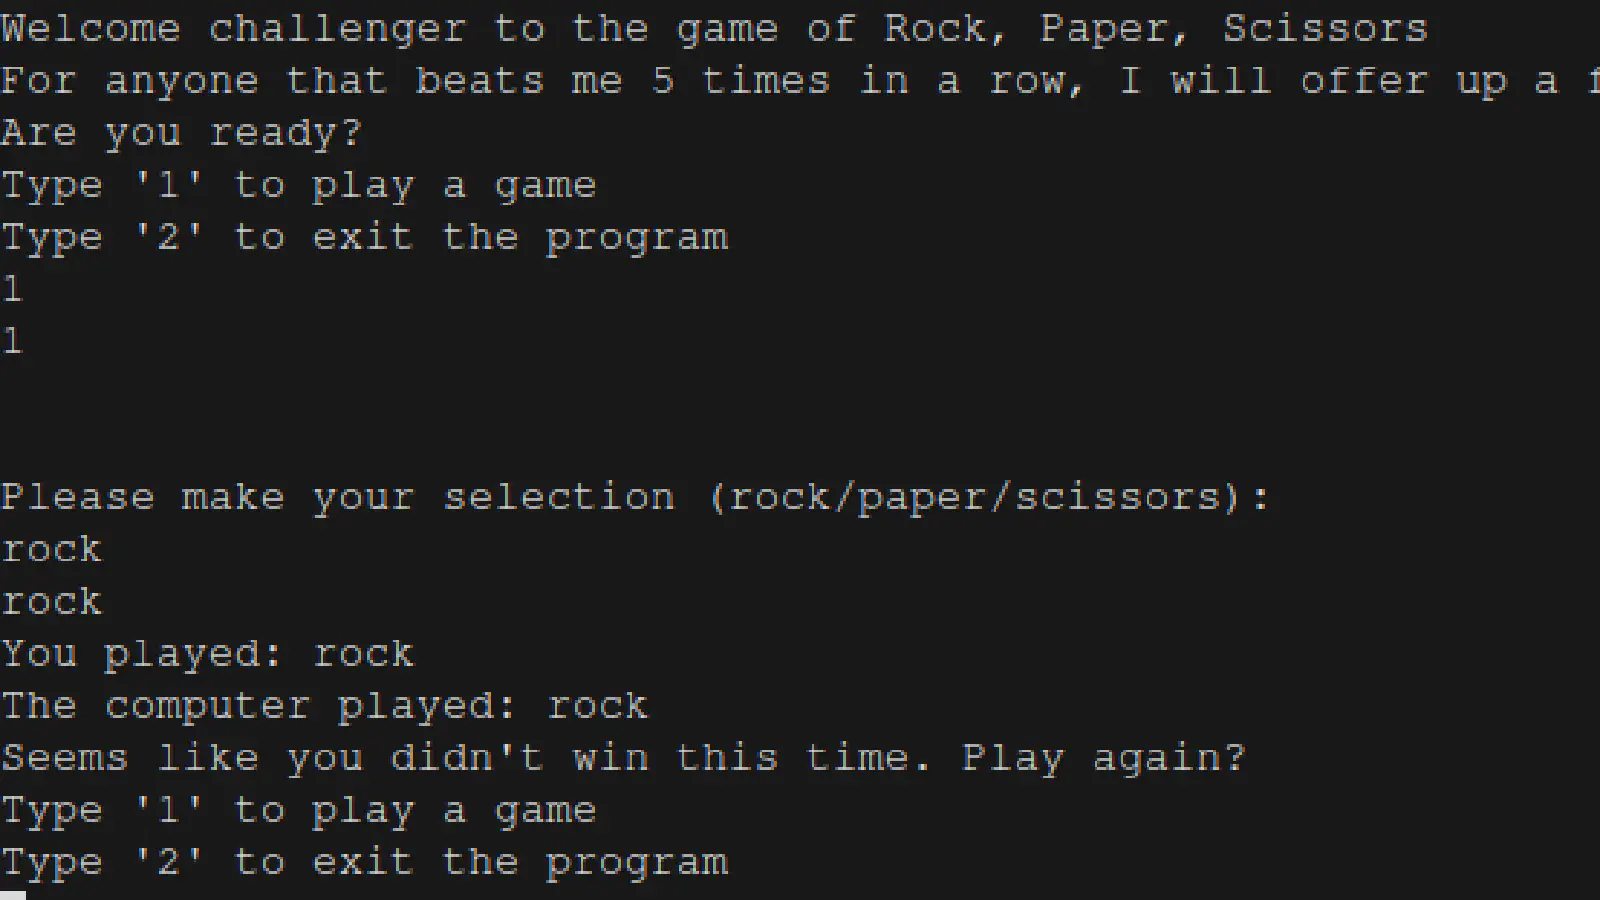 Welcome challenger to the game of Rock, Paper, Scissors
For anyone that beats me 5 times in a row, I will offer up a
Are you ready?
Type '1' to play a game
Type '2' to exit the program
1
1
Please make your selection (rock/paper/scissors):
rock
rock
You played: rock
The computer played: rock
Seems like you didn't win this time. Play again?
Type '1' to play a game
Type '2' to exit the program